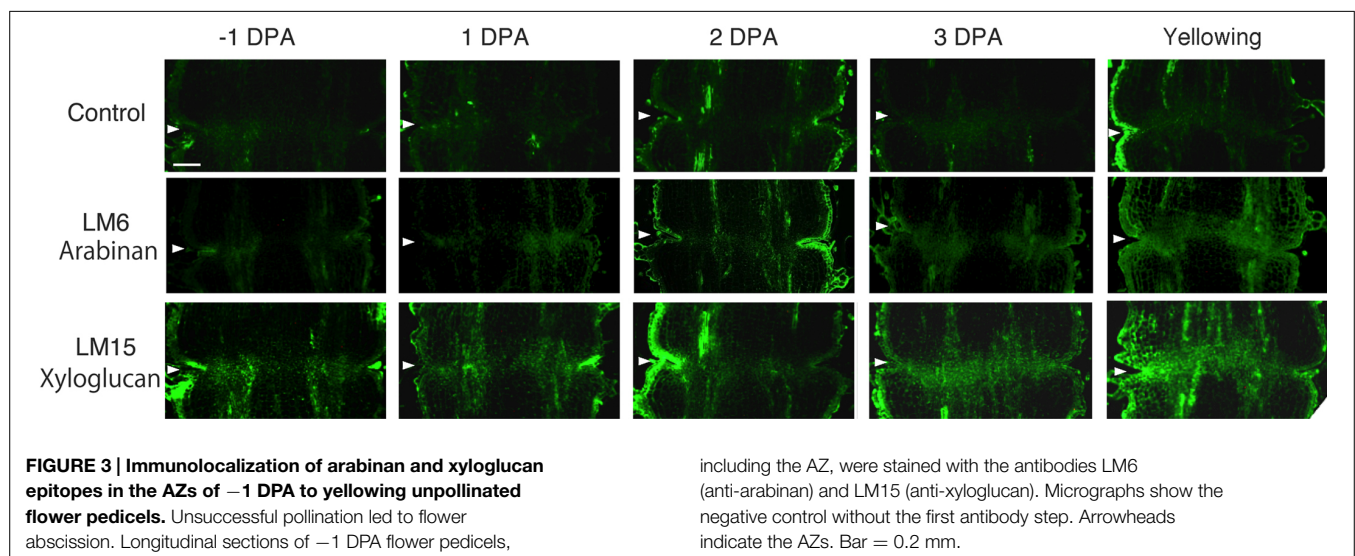 -1 DPA
1 DPA
2 DPA
3 DPA
Yellowing
Control
LM6
Arabinan
LM15
Xyloglucan
FIGURE 3 | Immunolocalization of arabinan and xyloglucan
epitopes in the AZs of −1 DPA to yellowing unpollinated
flower pedicels. Unsuccessful pollination led to flower
abscission. Longitudinal sections of −1 DPA flower pedicels,
including the AZ, were stained with the antibodies LM6
(anti-arabinan) and LM15 (anti-xyloglucan). Micrographs show the
negative control without the first antibody step. Arrowheads
indicate the AZs. Bar = 0.2 mm.